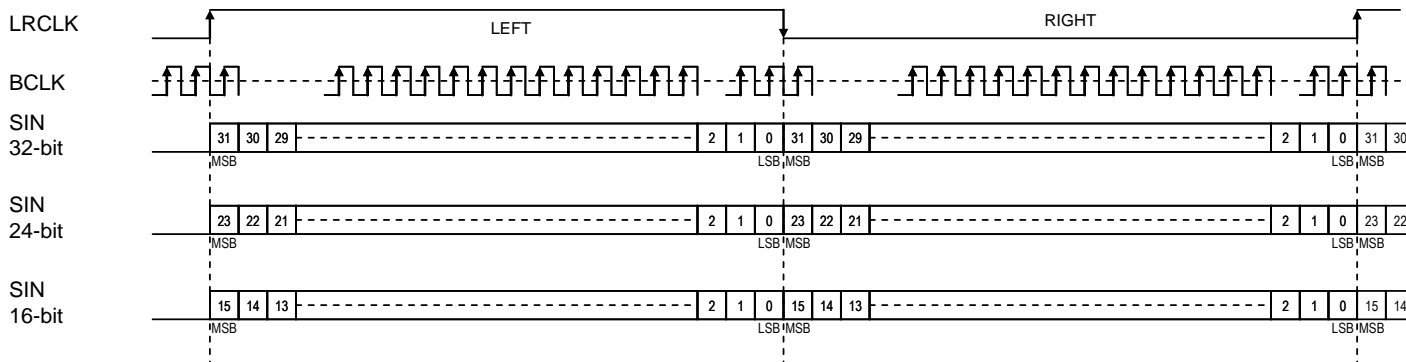 LRCLK
LEFT
RIGHT
BCLK
SIN
32-bit
31 30 29 2 1 0 31 30 29 2 1 0 31 30
MSB LSB MSB LSB MSB
SIN
24-bit
23 22 21 2 1 0 23 22 21 2 1 0 23 22
MSB LSB MSB LSB MSB
SIN
16-bit
15 14 13 2 1 0 15 14 13 2 1 0 15 14
MSB LSB MSB LSB MSB